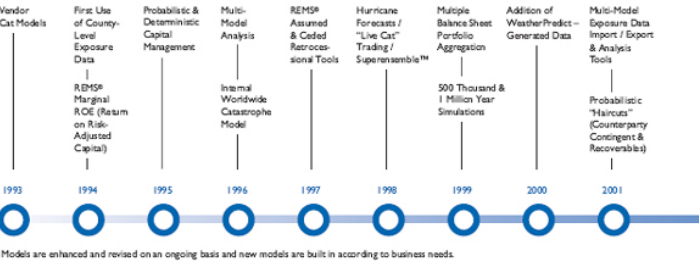 Vendor
Cat Models
First Use
of County-
Level
Exposure
Data
REMS®
Marginal
ROE (Return
on Risk-
Adjusted
Capital)
Probabilistic &
Deterministic
Capital
Management
Multi-
Model
Analysis
Internal
Worldwide
Catastrophe
Model
REMS®
Assumed
& Ceded
Retroces-
sional Tools
Hurricane
Forecasts /
“Live Cat”
Trading /
Superensemble™
Multiple
Balance Sheet
Portfolio
Aggregation
500 Thousand &
1 Million Year
Simulations
Addition of
WeatherPredict–
Generated Data
Multi-Model
Exposure Data
Import / Export
& Analysis
Tools
Probabilistic
“Haircuts”
(Counterparty
Contingent &
Recoverables)
1993 1994 1995 1996 1997 1998 1999 2000 2001
Models are enhanced and revised on an ongoing basis and new models are built in according to business needs.